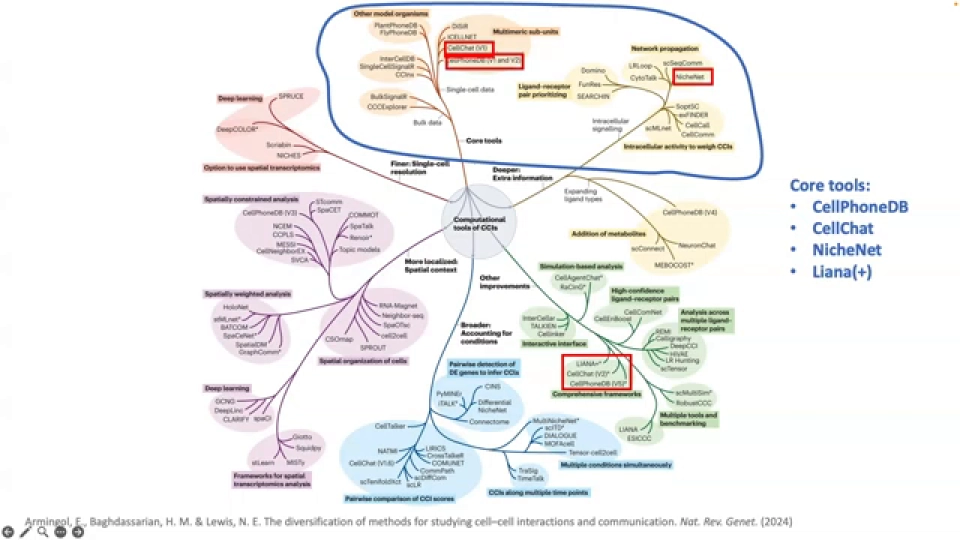 Other model organisms
PlantPhoneDB
FlyPhoneDB
InterCellDB
SingleCellSignalR
CCInx
BulkSignalR
CCCExplorer
Bulk data
DiSiR
ICELLNET
Multimeric sub-units
CellChat (V1)
CellPhoneDB (V1 and V2)
Single cell data
Core tools
Network propagation
scSeqComm
LRLoop
CytoTalk
NicheNet
Domino
FunRes
SEARCHIN
Ligand-receptor
pair prioritizing
Intracellular
signalling
SoptSC
exFINDER
CellCall
scMLnet
CellComm
Intracellular activity to weigh CCIs
Deep learning
SPRUCE
DeepCOLOR*
Scriabin
NICHES
Option to use spatial transcriptomics
Finer: Single-cell
resolution
Deeper:
Extra information
Expanding
ligand types
CellPhoneDB (V4)
Addition of metabolites
NeuronChat
scConnect
MEBOCOST*
Computational
tools of CCIs
Spatially constrained analysis
CellPhoneDB (V3)
STcomm
SpaCET
COMMOT
SpaTalk
Renoir*
Topic models
NCEM
CCPLS
MESSI
CellNeighborEX
SVCA
More localized:
Spatial context
Other
improvements
Broader:
Accounting for
conditions
Spatially weighted analysis
HoloNet
stMLnet*
BATCOM
SpaCeNet*
SpatialDM
GraphComm*
RNA-Magnet
Neighbor-seq
SpaOTsc
cell2cell
SPROUT
CSOmap
Spatial organization of cells
Deep learning
DCNG
DeepLinc
CLARIFY
spaCI
Giotto
Squidpy
stLearn
MISTy
Frameworks for spatial
transcriptomics analysis
Simulation-based analysis
CellAgentChat*
RaCInG*
High-confidence
ligand-receptor pairs
CellComNet
CellEnBoost
InterCellar
TALKIEN
Cellinker
Interactive interface
Analysis across
multiple ligand-
receptor pairs
REMI
Calligraphy
DeepCCI
HiVAE
LR Hunting
scTensor
LIANA+*
CellChat (V2)*
CellPhoneDB (V5)*
Comprehensive frameworks
scMultiSim*
RobustCCC
Multiple tools and
benchmarking
LIANA
ESICCC
Pairwise detection of
DE genes to infer CCIs
PyMINEr
iTALK*
CINS
Differential
NicheNet
Connectome
CellTalker
NATMI
CellChat (V1.6)
scTenifoldXct
LIRICS
CrossTalkeR
COMUNET
CommPath
scDiffCom
scLR
Pairwise comparison of CCI scores
MultiNicheNet*
scITD*
DIALOGUE
MOFAcell
Tensor cell2cell
Multiple conditions simultaneously
TraSig
TimeTalk
CCIs along multiple time points
Core tools:
• CellPhoneDB
• CellChat
• NicheNet
• Liana(+)
Armingol, E., Baghdassarian, H. M. & Lewis, N. E. The diversification of methods for studying cell–cell interactions and communication. Nat. Rev. Genet. (2024)